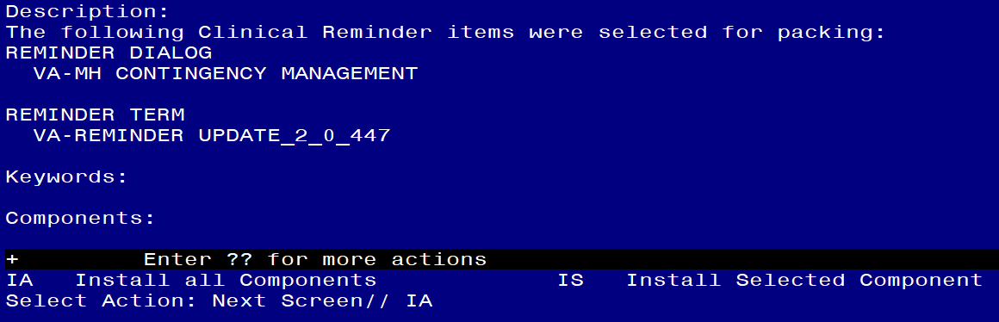 Description:
The following Clinical Reminder items were selected for packing:
REMINDER DIALOG
VA-MH CONTINGENCY MANAGEMENT
REMINDER TERM
VA-REMINDER UPDATE_2_0_447
Keywords:
Components:
+ Enter ?? for more actions
IA Install all Components IS Install Selected Component
Select Action: Next Screen// IA